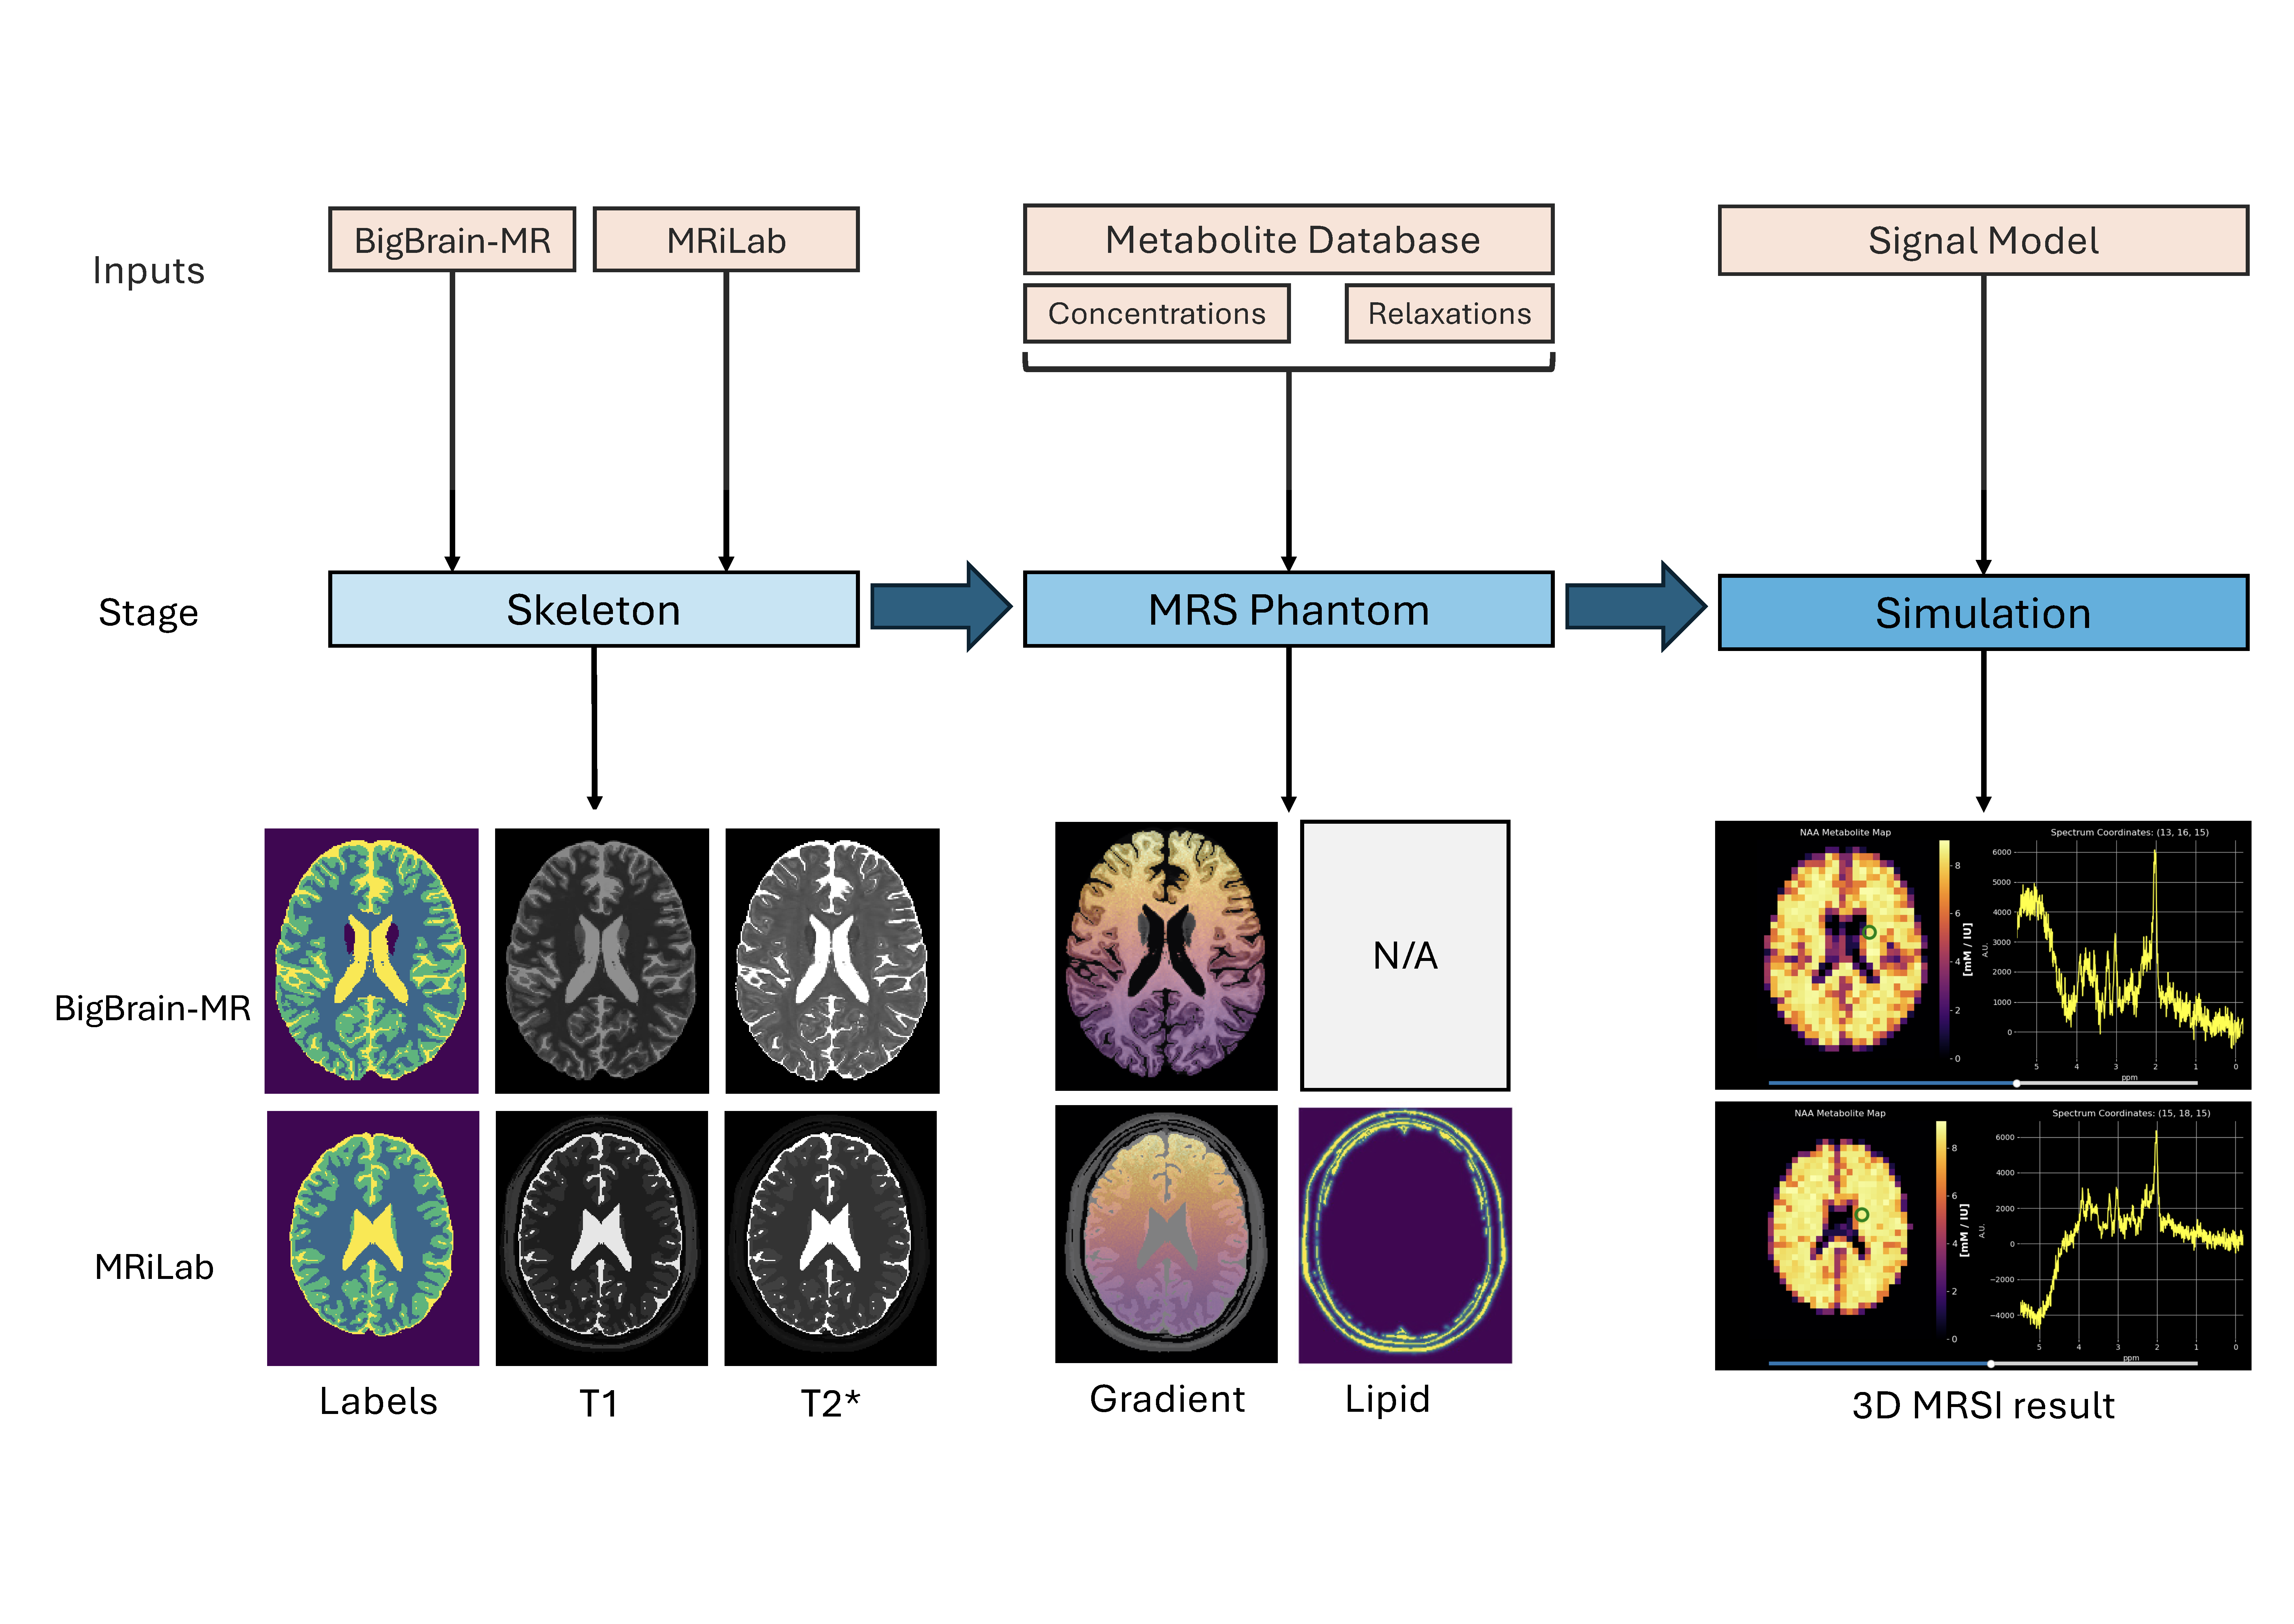 Inputs
BigBrain-MR
MRiLab
Metabolite Database
Signal Model
Concentrations
Relaxations
Stage
Skeleton
MRS Phantom
Simulation
BigBrain-MR
N/A
NAA Metabolite Map
8
6
4
2
0
[mM / IU]
Spectrum Coordinates: (13, 16, 15)
A.U.
6000
5000
4000
3000
2000
1000
0
5 4 3 2 1 0
ppm
MRiLab
NAA Metabolite Map
8
6
4
2
0
[mM / IU]
Spectrum Coordinates: (15, 18, 15)
A.U.
6000
4000
2000
0
−2000
−4000
5 4 3 2 1 0
ppm
Labels
T1
T2*
Gradient
Lipid
3D MRSI result